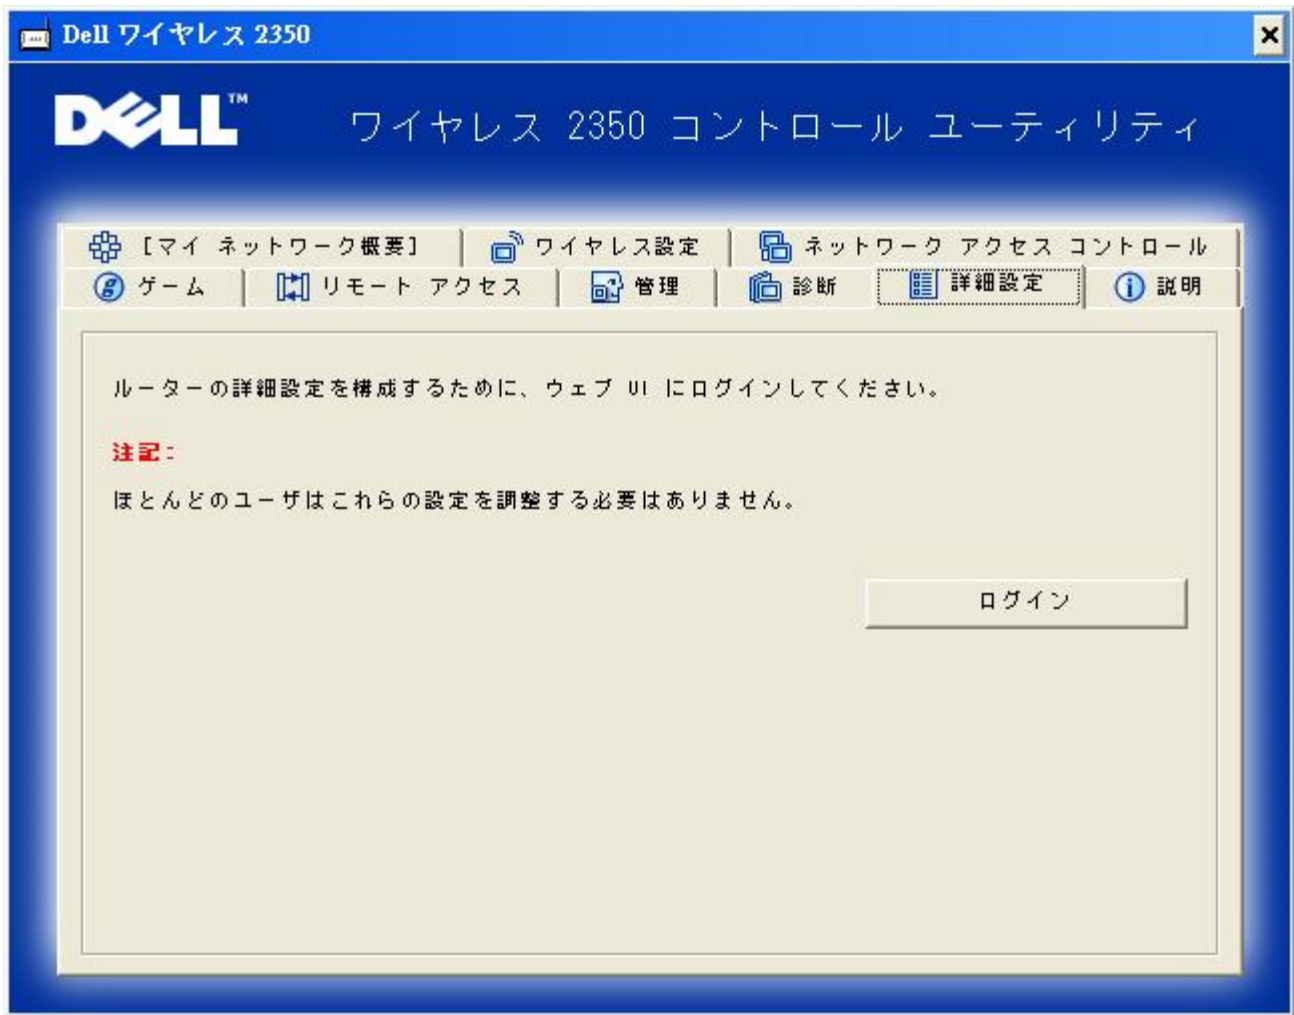 Dell ワイヤレス 2350
DELL™
ワイヤレス 2350 コントロール ユーティリティ
[マイ ネットワーク概要]
ワイヤレス設定
ネットワーク アクセス コントロール
ゲーム
リモート アクセス
管理
診断
詳細設定
説明
ルーターの詳細設定を構成するために、ウェブ UI にログインしてください。
注記：
ほとんどのユーザはこれらの設定を調整する必要はありません。
ログイン